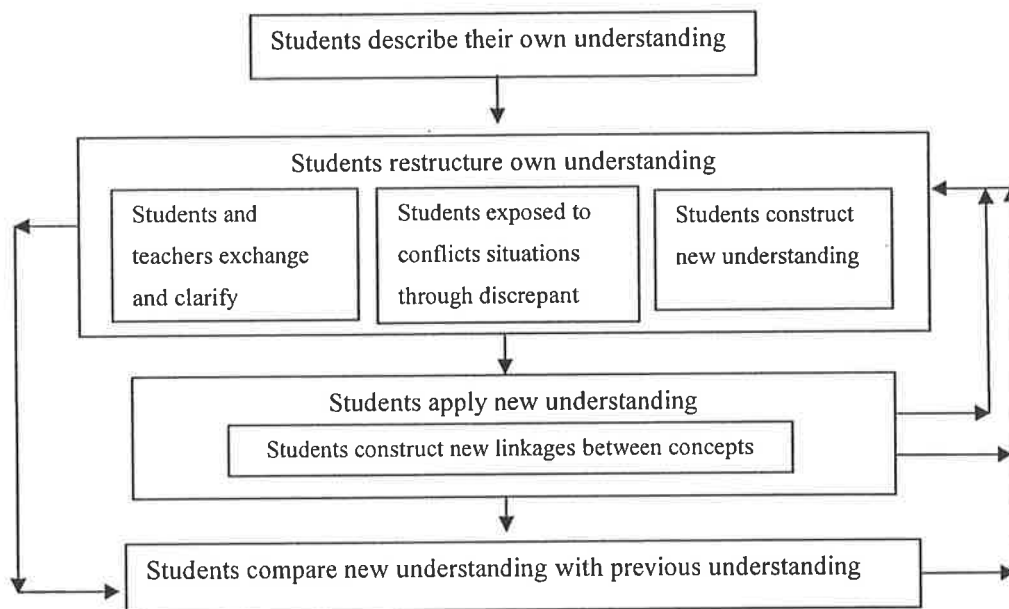 Students describe their own understanding
Students restructure own understanding
Students and
teachers exchange
and clarify
Students exposed to
conflicts situations
through discrepant
Students construct
new understanding
Students apply new understanding
Students construct new linkages between concepts
Students compare new understanding with previous understanding